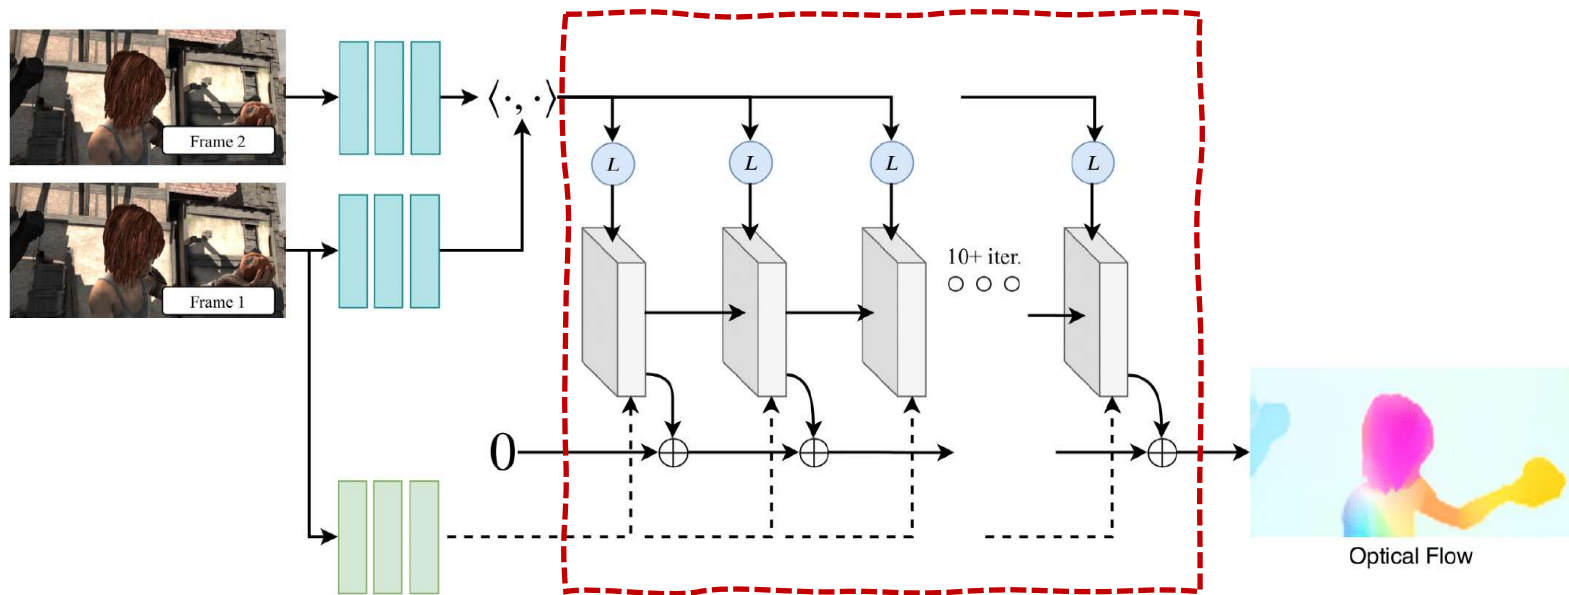 Frame 2
Frame 1
⟨·, ·⟩
L
L
L
L
10+ iter.
0
Optical Flow